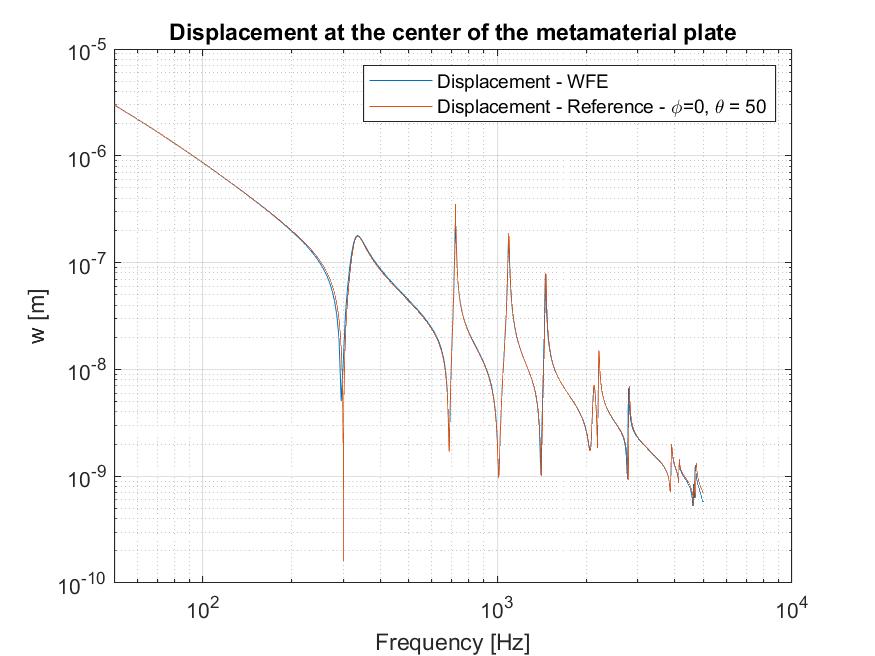 Displacement at the center of the metamaterial plate
Displacement - WFE
Displacement - Reference - ϕ=0, θ = 50
10^-5
10^-6
10^-7
10^-8
10^-9
10^-10
w [m]
10^2 10^3 10^4
Frequency [Hz]